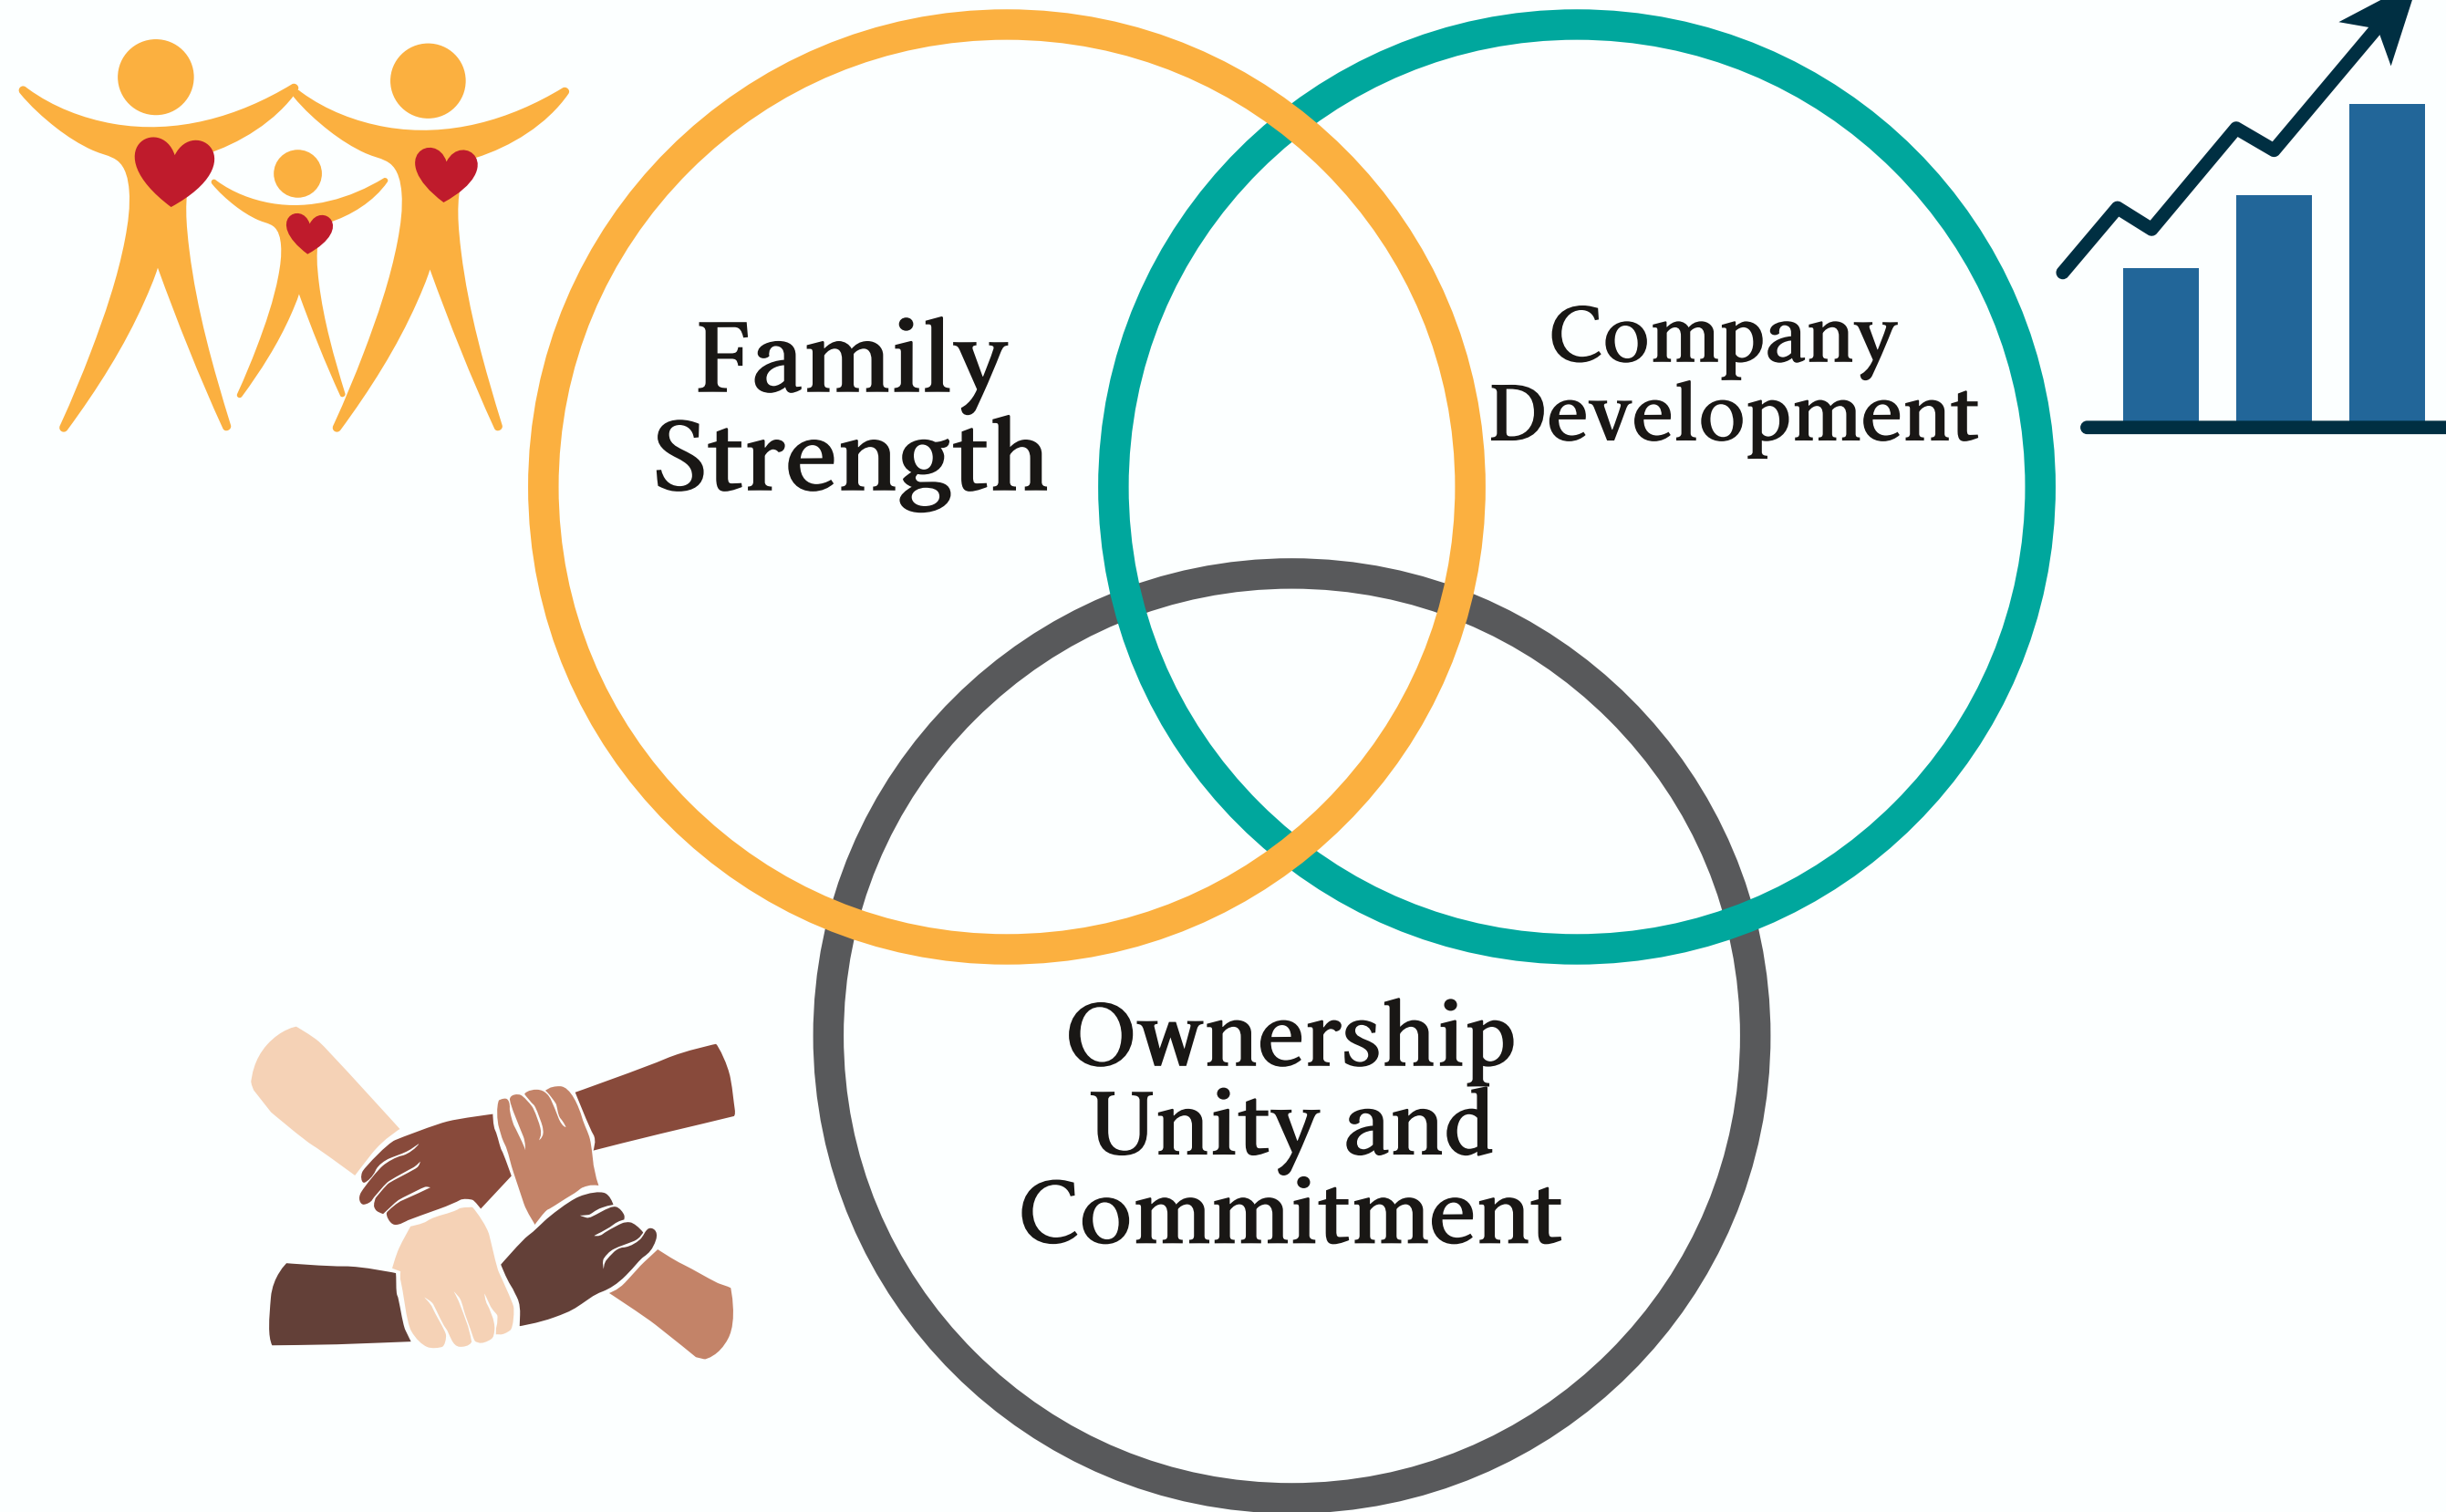 Family
Strength
Company
Development
Ownership
Unity and
Commitment